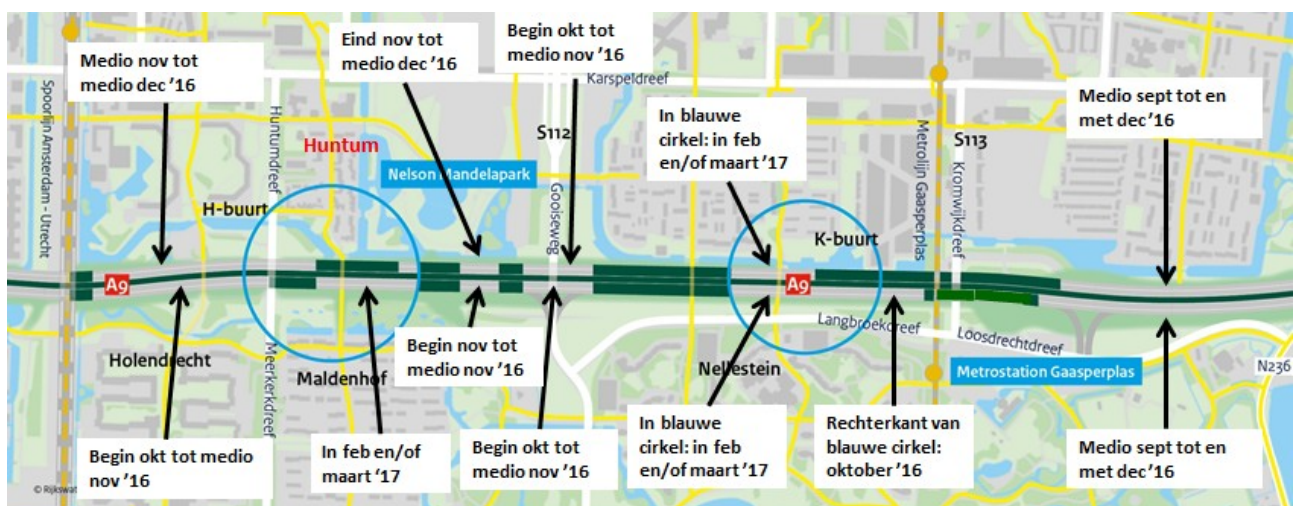 Medio nov tot
medio dec '16
Eind nov tot
medio dec '16
Begin okt tot
medio nov '16
Karspeldreef
Medio sept tot en
met dec '16
In blauwe
cirkel: in feb
en/of maart '17
S112
S113
Spoorlijn Amsterdam - Utrecht
Huntumdreef
Huntum
Nelson Mandelapark
Gooiseweg
Metrolijn Gaasperplas
Kromwijkdreef
H-buurt
K-buurt
A9
A9
Holendrecht
Meerkerkdreef
Maldenhof
Begin nov tot
medio nov '16
Nellestein
Langbroekdreef
Loosdrechtdreef
Metrostation Gaasperplas
N236
Begin okt tot medio
nov '16
In feb en/of
maart '17
Begin okt tot
medio nov '16
In blauwe
cirkel: in feb
en/of maart '17
Rechterkant van
blauwe cirkel:
oktober '16
Medio sept tot en
met dec '16
© Rijkswat